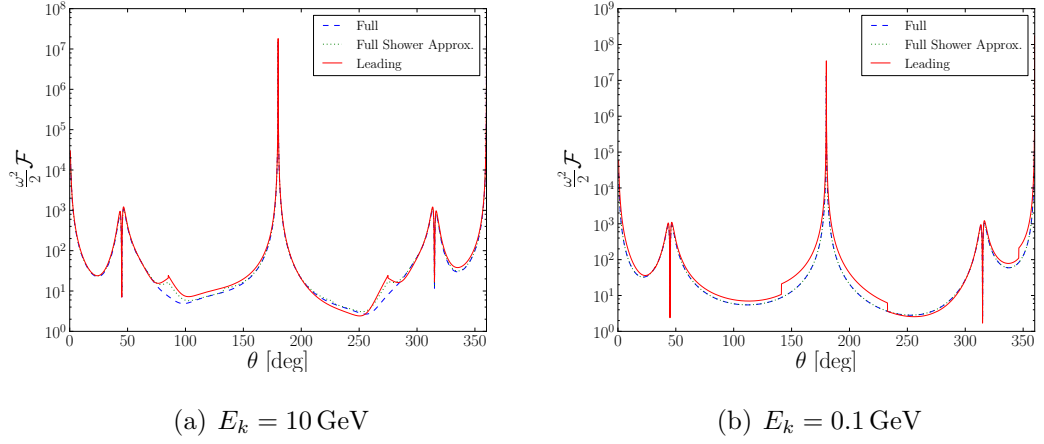 10^8
10^7
10^6
10^5
10^4
10^3
10^2
10^1
10^0
ω^2/2 F
0 50 100 150 200 250 300 350
θ [deg]
Full
Full Shower Approx.
Leading
(a) E_k = 10 GeV
10^9
10^8
10^7
10^6
10^5
10^4
10^3
10^2
10^1
10^0
ω^2/2 F
0 50 100 150 200 250 300 350
θ [deg]
Full
Full Shower Approx.
Leading
(b) E_k = 0.1 GeV